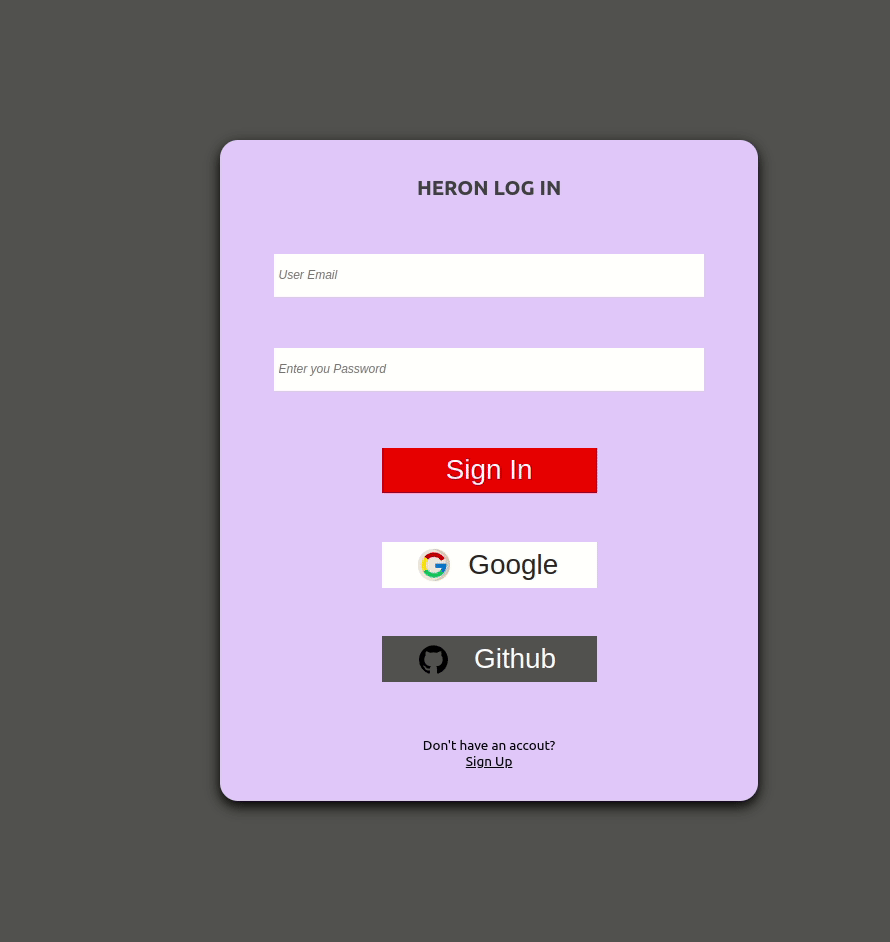 HERON LOG IN
User Email
Enter you Password
Sign In
Google
Github
Don't have an accout?
Sign Up